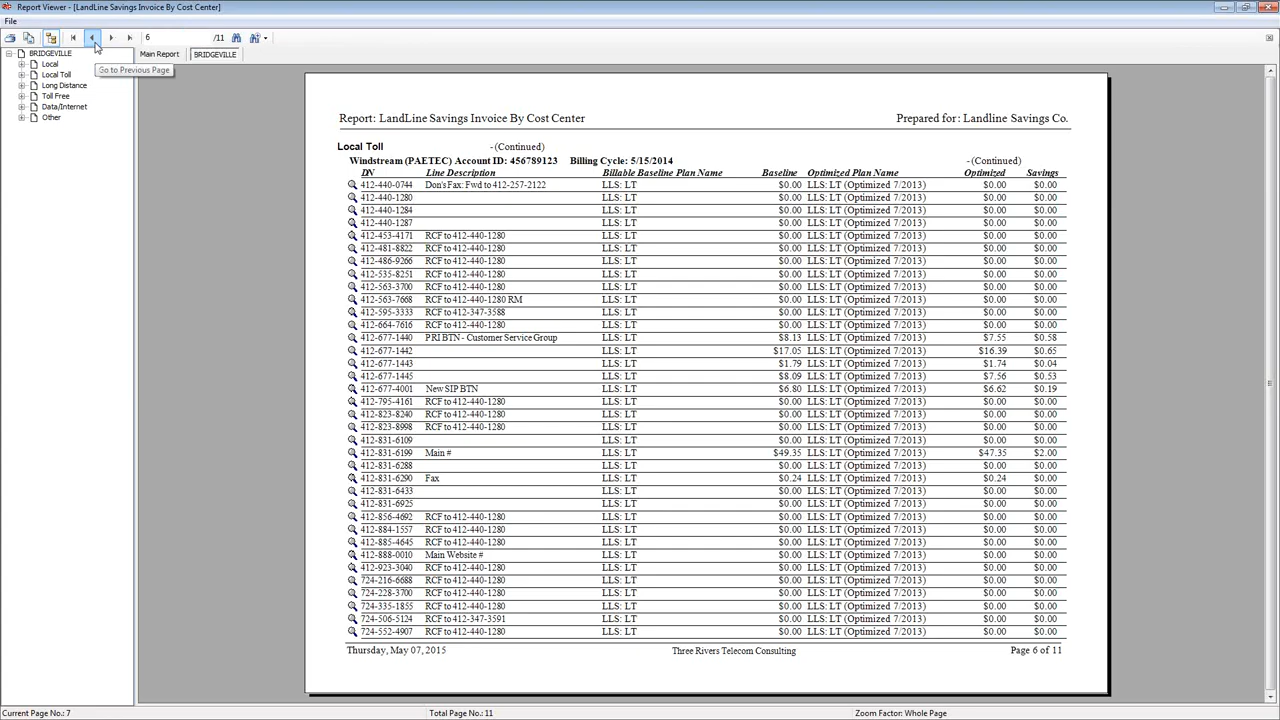 Report Viewer - [LandLine Savings Invoice By Cost Center]
File
6 /11
Main Report BRIDGEVILLE
Go to Previous Page
BRIDGEVILLE
Local
Local Toll
Long Distance
Toll Free
Data/Internet
Other
Report: LandLine Savings Invoice By Cost Center Prepared for: Landline Savings Co.
Local Toll - (Continued)
Windstream (PAETEC) Account ID: 456789123 Billing Cycle: 5/15/2014 - (Continued)
DN Line Description Billable Baseline Plan Name Baseline Optimized Plan Name Optimized Savings
412-440-0744 Don's Fax: Fwd to 412-257-2122 LLS: LT $0.00 LLS: LT (Optimized 7/2013) $0.00 $0.00
412-440-1280 LLS: LT $0.00 LLS: LT (Optimized 7/2013) $0.00 $0.00
412-440-1284 LLS: LT $0.00 LLS: LT (Optimized 7/2013) $0.00 $0.00
412-440-1287 LLS: LT $0.00 LLS: LT (Optimized 7/2013) $0.00 $0.00
412-453-4171 RCF to 412-440-1280 LLS: LT $0.00 LLS: LT (Optimized 7/2013) $0.00 $0.00
412-481-8822 RCF to 412-440-1280 LLS: LT $0.00 LLS: LT (Optimized 7/2013) $0.00 $0.00
412-486-9266 RCF to 412-440-1280 LLS: LT $0.00 LLS: LT (Optimized 7/2013) $0.00 $0.00
412-535-8251 RCF to 412-440-1280 LLS: LT $0.00 LLS: LT (Optimized 7/2013) $0.00 $0.00
412-563-3700 RCF to 412-440-1280 LLS: LT $0.00 LLS: LT (Optimized 7/2013) $0.00 $0.00
412-563-7668 RCF to 412-440-1280 RM LLS: LT $0.00 LLS: LT (Optimized 7/2013) $0.00 $0.00
412-595-3333 RCF to 412-347-3588 LLS: LT $0.00 LLS: LT (Optimized 7/2013) $0.00 $0.00
412-664-7616 RCF to 412-440-1280 LLS: LT $0.00 LLS: LT (Optimized 7/2013) $0.00 $0.00
412-677-1440 PRI BTN - Customer Service Group LLS: LT $8.13 LLS: LT (Optimized 7/2013) $7.55 $0.58
412-677-1442 LLS: LT $17.05 LLS: LT (Optimized 7/2013) $16.39 $0.65
412-677-1443 LLS: LT $1.79 LLS: LT (Optimized 7/2013) $1.74 $0.04
412-677-1445 LLS: LT $8.09 LLS: LT (Optimized 7/2013) $7.56 $0.53
412-677-4001 New SIP BTN LLS: LT $6.80 LLS: LT (Optimized 7/2013) $6.62 $0.19
412-795-4161 RCF to 412-440-1280 LLS: LT $0.00 LLS: LT (Optimized 7/2013) $0.00 $0.00
412-823-8240 RCF to 412-440-1280 LLS: LT $0.00 LLS: LT (Optimized 7/2013) $0.00 $0.00
412-823-8998 RCF to 412-440-1280 LLS: LT $0.00 LLS: LT (Optimized 7/2013) $0.00 $0.00
412-831-6109 LLS: LT $0.00 LLS: LT (Optimized 7/2013) $0.00 $0.00
412-831-6199 Main # LLS: LT $49.35 LLS: LT (Optimized 7/2013) $47.35 $2.00
412-831-6288 LLS: LT $0.00 LLS: LT (Optimized 7/2013) $0.00 $0.00
412-831-6290 Fax LLS: LT $0.24 LLS: LT (Optimized 7/2013) $0.24 $0.00
412-831-6433 LLS: LT $0.00 LLS: LT (Optimized 7/2013) $0.00 $0.00
412-831-6925 LLS: LT $0.00 LLS: LT (Optimized 7/2013) $0.00 $0.00
412-856-4692 RCF to 412-440-1280 LLS: LT $0.00 LLS: LT (Optimized 7/2013) $0.00 $0.00
412-884-1557 RCF to 412-440-1280 LLS: LT $0.00 LLS: LT (Optimized 7/2013) $0.00 $0.00
412-885-4645 RCF to 412-440-1280 LLS: LT $0.00 LLS: LT (Optimized 7/2013) $0.00 $0.00
412-888-0010 Main Website # LLS: LT $0.00 LLS: LT (Optimized 7/2013) $0.00 $0.00
412-923-3040 RCF to 412-440-1280 LLS: LT $0.00 LLS: LT (Optimized 7/2013) $0.00 $0.00
724-216-6688 RCF to 412-440-1280 LLS: LT $0.00 LLS: LT (Optimized 7/2013) $0.00 $0.00
724-228-3700 RCF to 412-440-1280 LLS: LT $0.00 LLS: LT (Optimized 7/2013) $0.00 $0.00
724-335-1855 RCF to 412-440-1280 LLS: LT $0.00 LLS: LT (Optimized 7/2013) $0.00 $0.00
724-506-5124 RCF to 412-347-3591 LLS: LT $0.00 LLS: LT (Optimized 7/2013) $0.00 $0.00
724-552-4907 RCF to 412-440-1280 LLS: LT $0.00 LLS: LT (Optimized 7/2013) $0.00 $0.00
Thursday, May 07, 2015 Three Rivers Telecom Consulting Page 6 of 11
Current Page No.: 7 Total Page No.: 11 Zoom Factor: Whole Page